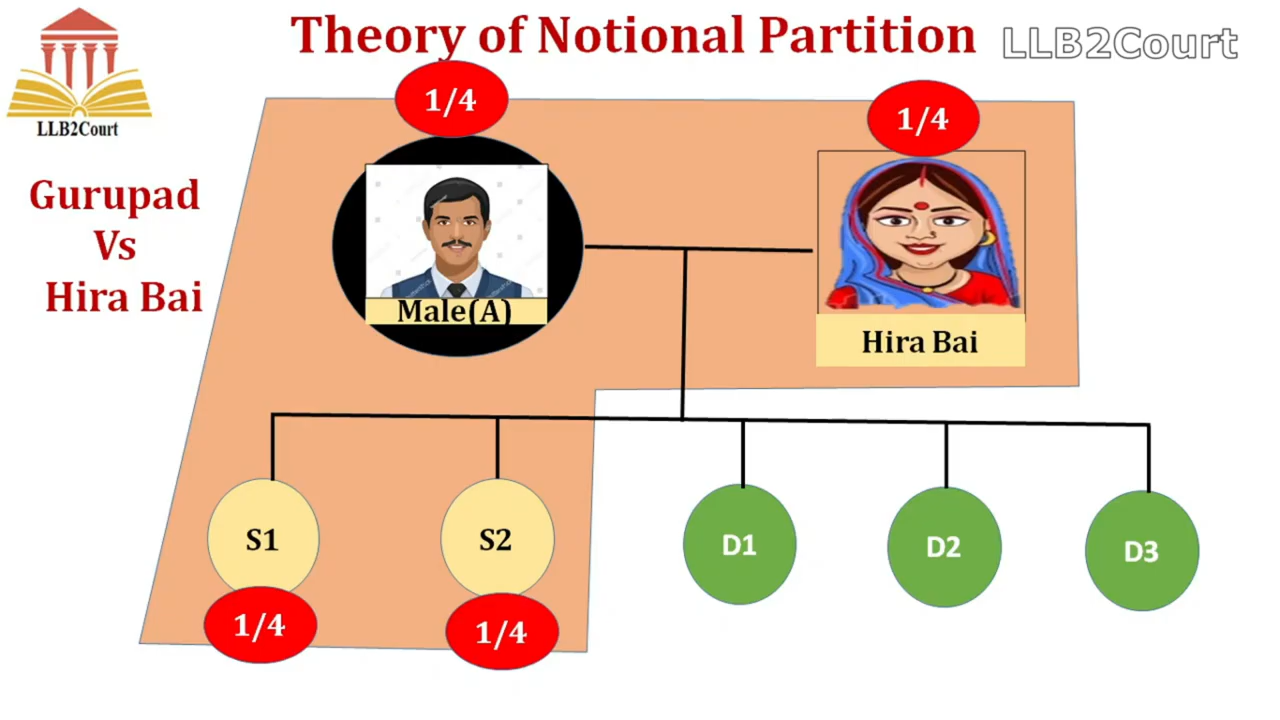 Theory of Notional Partition
LLB2Court
LLB2Court
Gurupad
Vs
Hira Bai
1/4
1/4
Male(A)
Hira Bai
S1
S2
D1
D2
D3
1/4
1/4